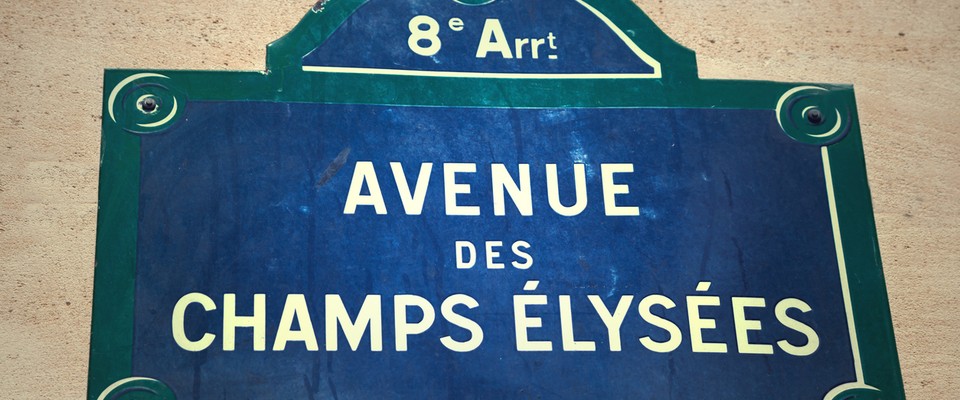 8e Arrt
AVENUE
DES
CHAMPS ÉLYSÉES